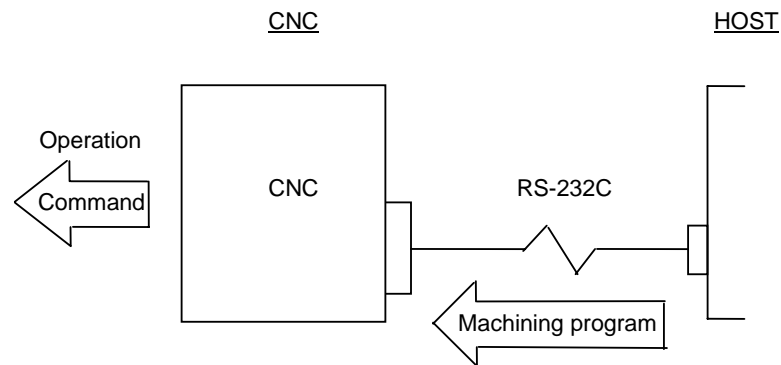 CNC
HOST
Operation
Command
CNC
RS-232C
Machining program